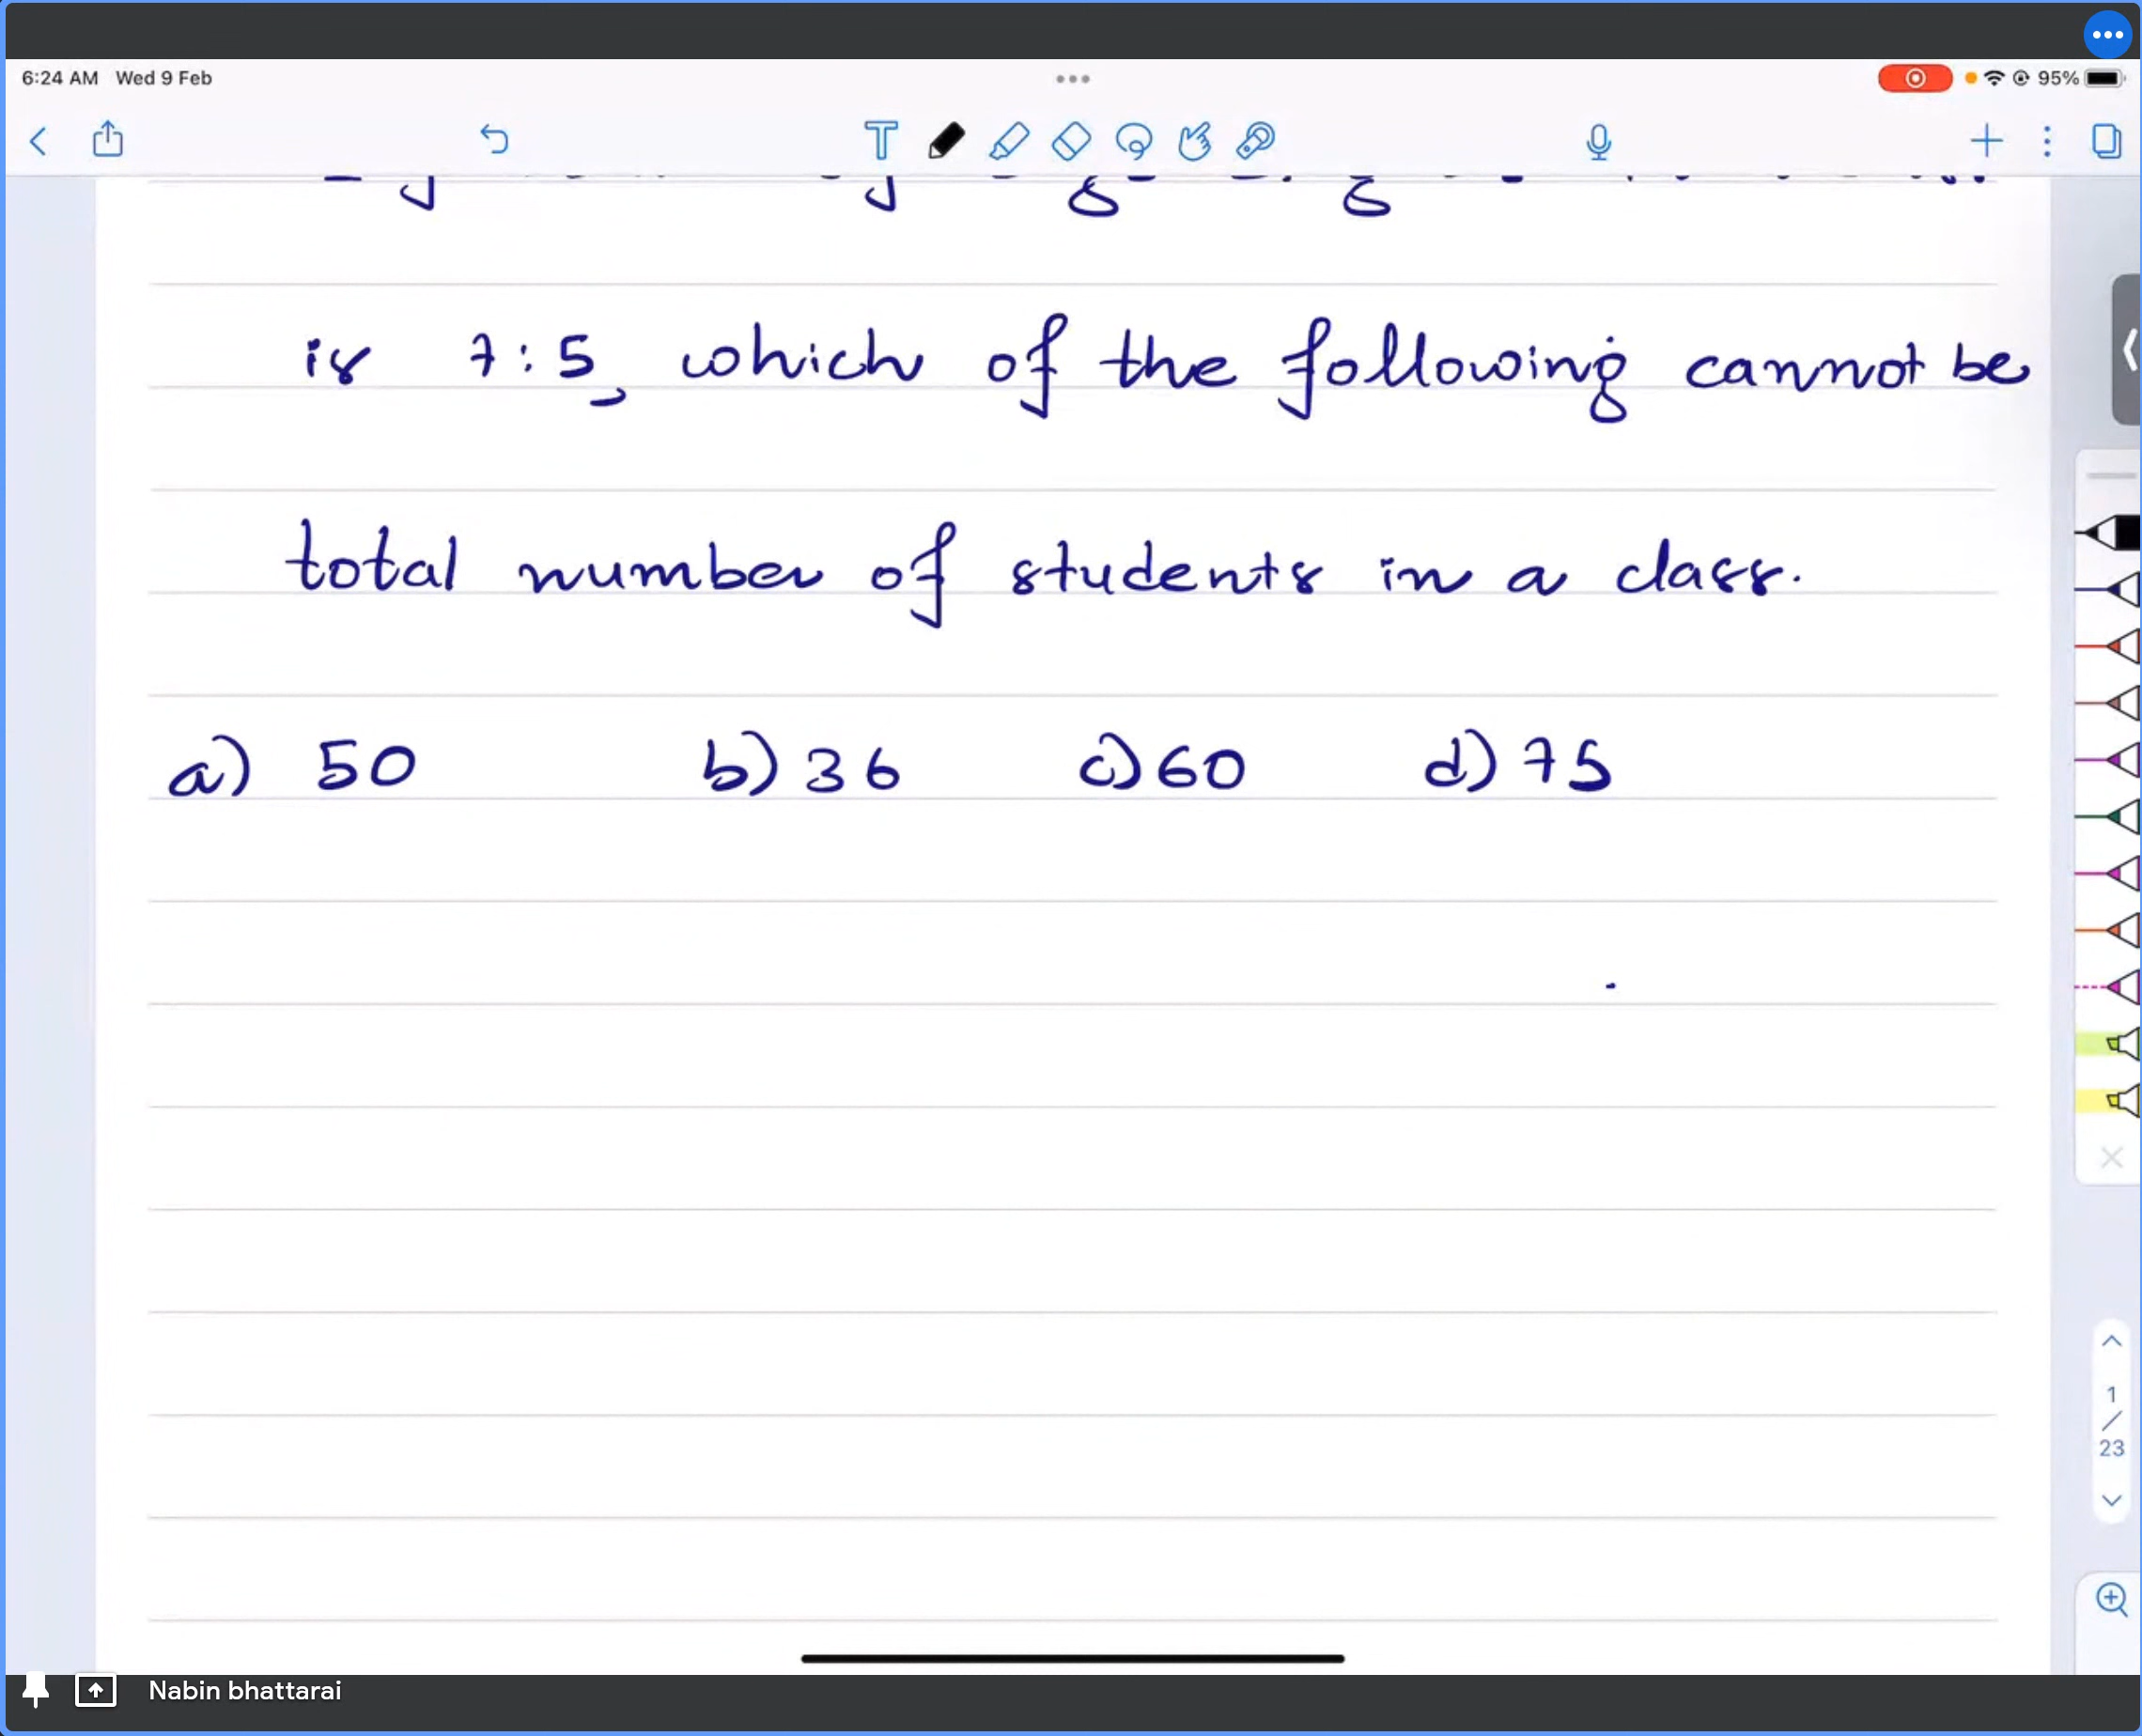 6:24 AM Wed 9 Feb
95%
is 7:5, which of the following cannot be
total number of students in a class.
a) 50 b) 36 c) 60 d) 75
1
/
23
Nabin bhattarai